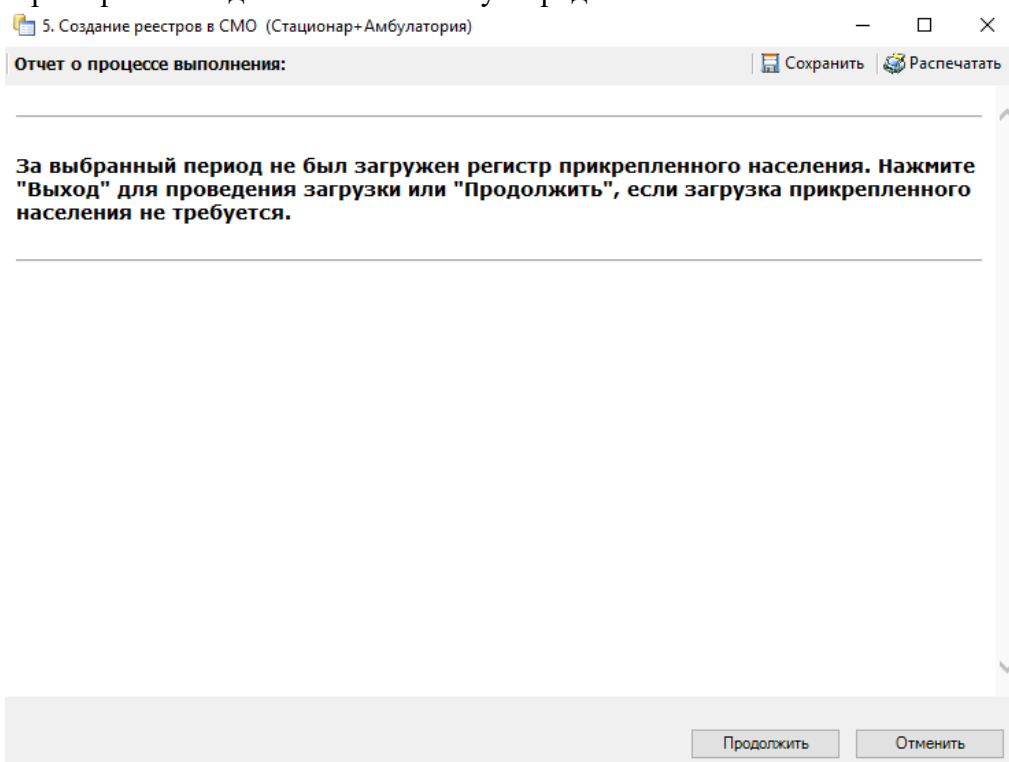 5. Создание реестров в СМО (Стационар+Амбулатория)
Отчет о процессе выполнения: Сохранить Распечатать
За выбранный период не был загружен регистр прикрепленного населения. Нажмите
"Выход" для проведения загрузки или "Продолжить", если загрузка прикрепленного
населения не требуется.
Продолжить Отменить